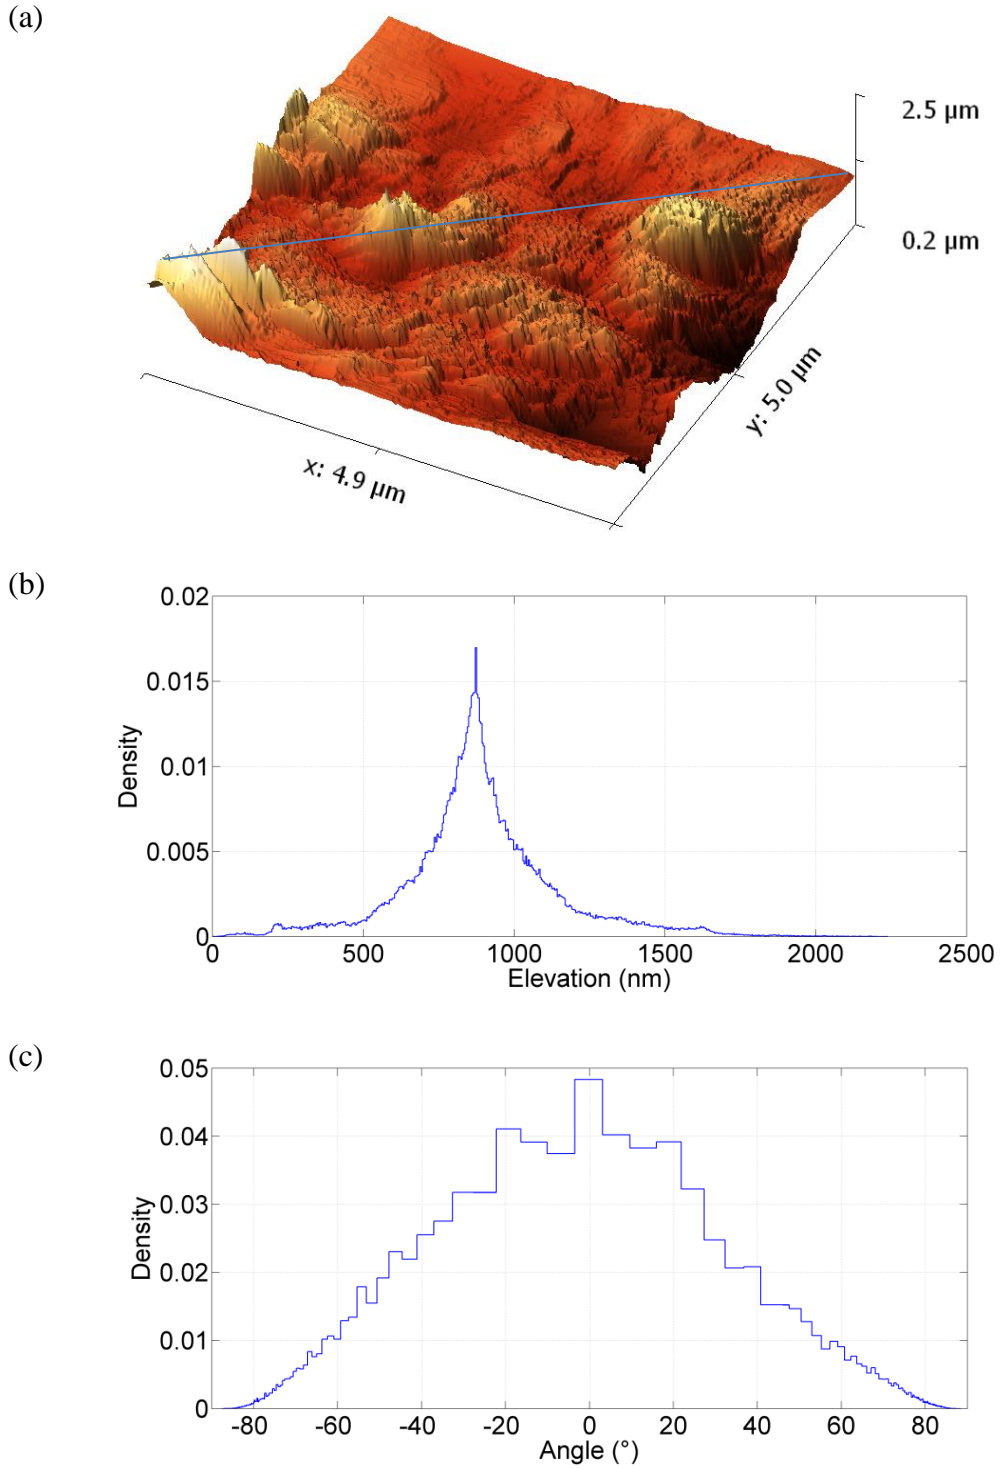 (a)
2.5 µm
0.2 µm
y: 5.0 µm
x: 4.9 µm
(b)
0.02
0.015
0.01
0.005
0
Density
0 500 1000 1500 2000 2500
Elevation (nm)
(c)
0.05
0.04
0.03
0.02
0.01
0
Density
-80 -60 -40 -20 0 20 40 60 80
Angle (°)